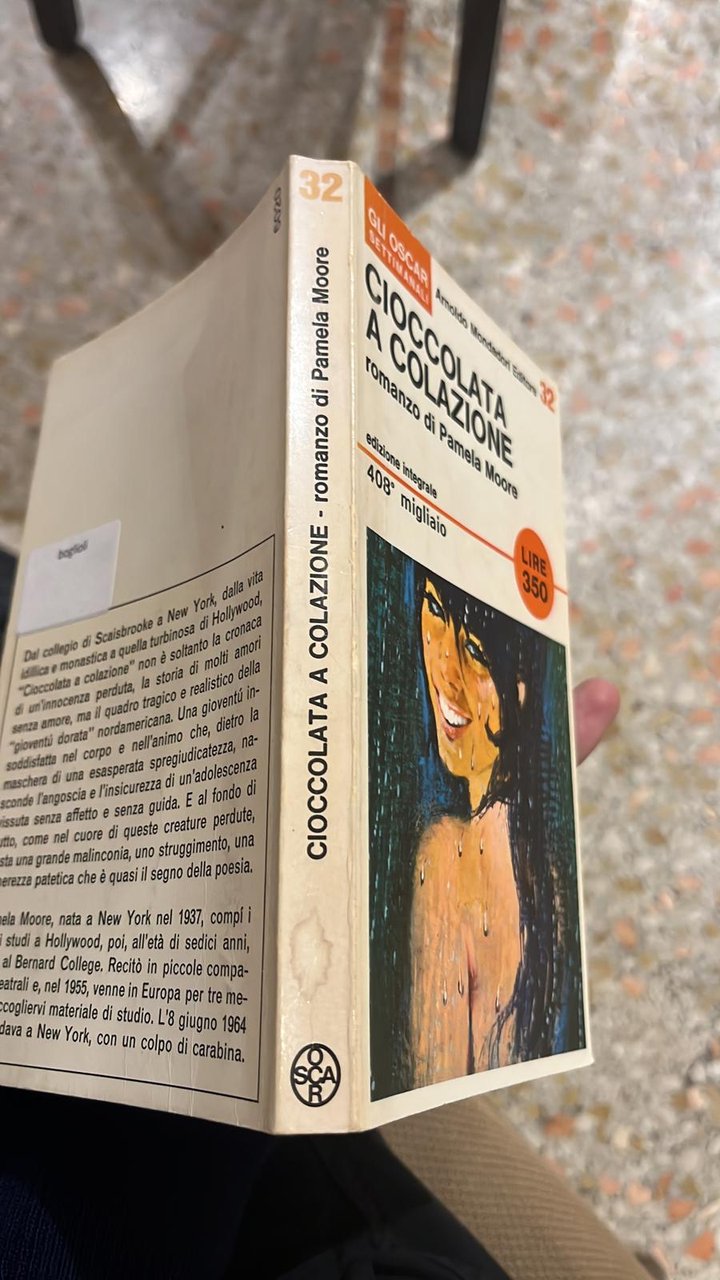 32
CIOCCOLATA A COLAZIONE - romanzo di Pamela Moore
OSCAR
GLI OSCAR
SETTIMANALI
Arnoldo Mondadori Editore 32
CIOCCOLATA
A COLAZIONE
romanzo di Pamela Moore
edizione integrale
408° migliaio
LIRE
350
baglioli
Dal collegio di Scaisbrooke a New York, dalla vita
idillica e monastica a quella turbinosa di Hollywood,
"Cioccolata a colazione" non è soltanto la cronaca
di un'innocenza perduta, la storia di molti amori
senza amore, ma il quadro tragico e realistico della
"gioventù dorata" nordamericana. Una gioventú in-
soddisfatta nel corpo e nell'animo che, dietro la
maschera di una esasperata spregiudicatezza, na-
sconde l'angoscia e l'insicurezza di un'adolescenza
issuta senza affetto e senza guida. E al fondo di
utto, come nel cuore di queste creature perdute,
sta una grande malinconia, uno struggimento, una
erezza patetica che è quasi il segno della poesia.
ela Moore, nata a New York nel 1937, compí i
i studi a Hollywood, poi, all'età di sedici anni,
al Bernard College. Recitò in piccole compa-
eatrali e, nel 1955, venne in Europa per tre me-
ccogliervi materiale di studio. L'8 giugno 1964
dava a New York, con un colpo di carabina.